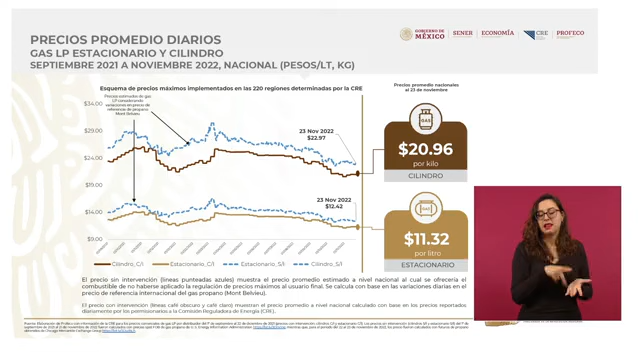 PRECIOS PROMEDIO DIARIOS
GAS LP ESTACIONARIO Y CILINDRO
SEPTIEMBRE 2021 A NOVIEMBRE 2022, NACIONAL (PESOS/LT, KG)
GOBIERNO DE
MÉXICO
SENER
ECONOMÍA
CRE
PROFECO
Esquema de precios máximos implementados en las 220 regiones determinadas por la CRE
Precios estimados de gas
LP considerando
variaciones en precio de
referencia de propano
Mont Belvieu.
$34.00
$29.00
$24.00
$19.00
$14.00
$9.00
23 Nov 2022
$22.97
23 Nov 2022
$12.42
Cilindro_C/I
Estacionario_C/I
Estacionario_S/I
Cilindro_S/I
Precios promedio nacionales
al 23 de noviembre
GAS
$20.96
por kilo
CILINDRO
GAS
$11.32
por litro
ESTACIONARIO
El precio sin intervención (líneas punteadas azules) muestra el precio promedio estimado a nivel nacional al cual se ofrecería el
combustible de no haberse aplicado la regulación de precios máximos al usuario final. Se calcula con base en las variaciones diarias en el
precio de referencia internacional del gas propano (Mont Belvieu).
El precio con intervención (líneas café obscuro y café claro) muestran el precio promedio a nivel nacional calculado con base en los precios reportados
diariamente por los permisionarios a la Comisión Reguladora de Energía (CRE).